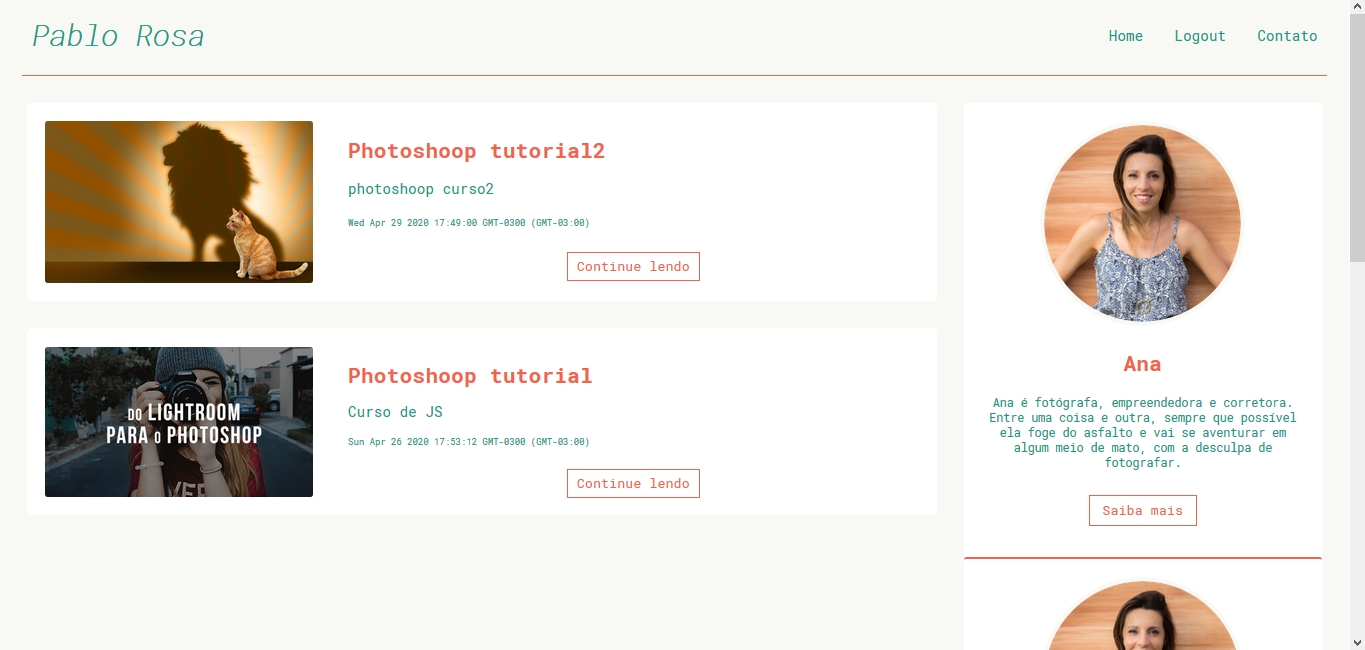 Pablo Rosa
Home
Logout
Contato
Photoshoop tutorial2
photoshoop curso2
Wed Apr 29 2020 17:49:00 GMT-0300 (GMT-03:00)
Continue lendo
DO LIGHTROOM
PARA O PHOTOSHOP
Photoshoop tutorial
Curso de JS
Sun Apr 26 2020 17:53:12 GMT-0300 (GMT-03:00)
Continue lendo
Ana
Ana é fotógrafa, empreendedora e corretora.
Entre uma coisa e outra, sempre que possível
ela foge do asfalto e vai se aventurar em
algum meio de mato, com a desculpa de
fotografar.
Saiba mais